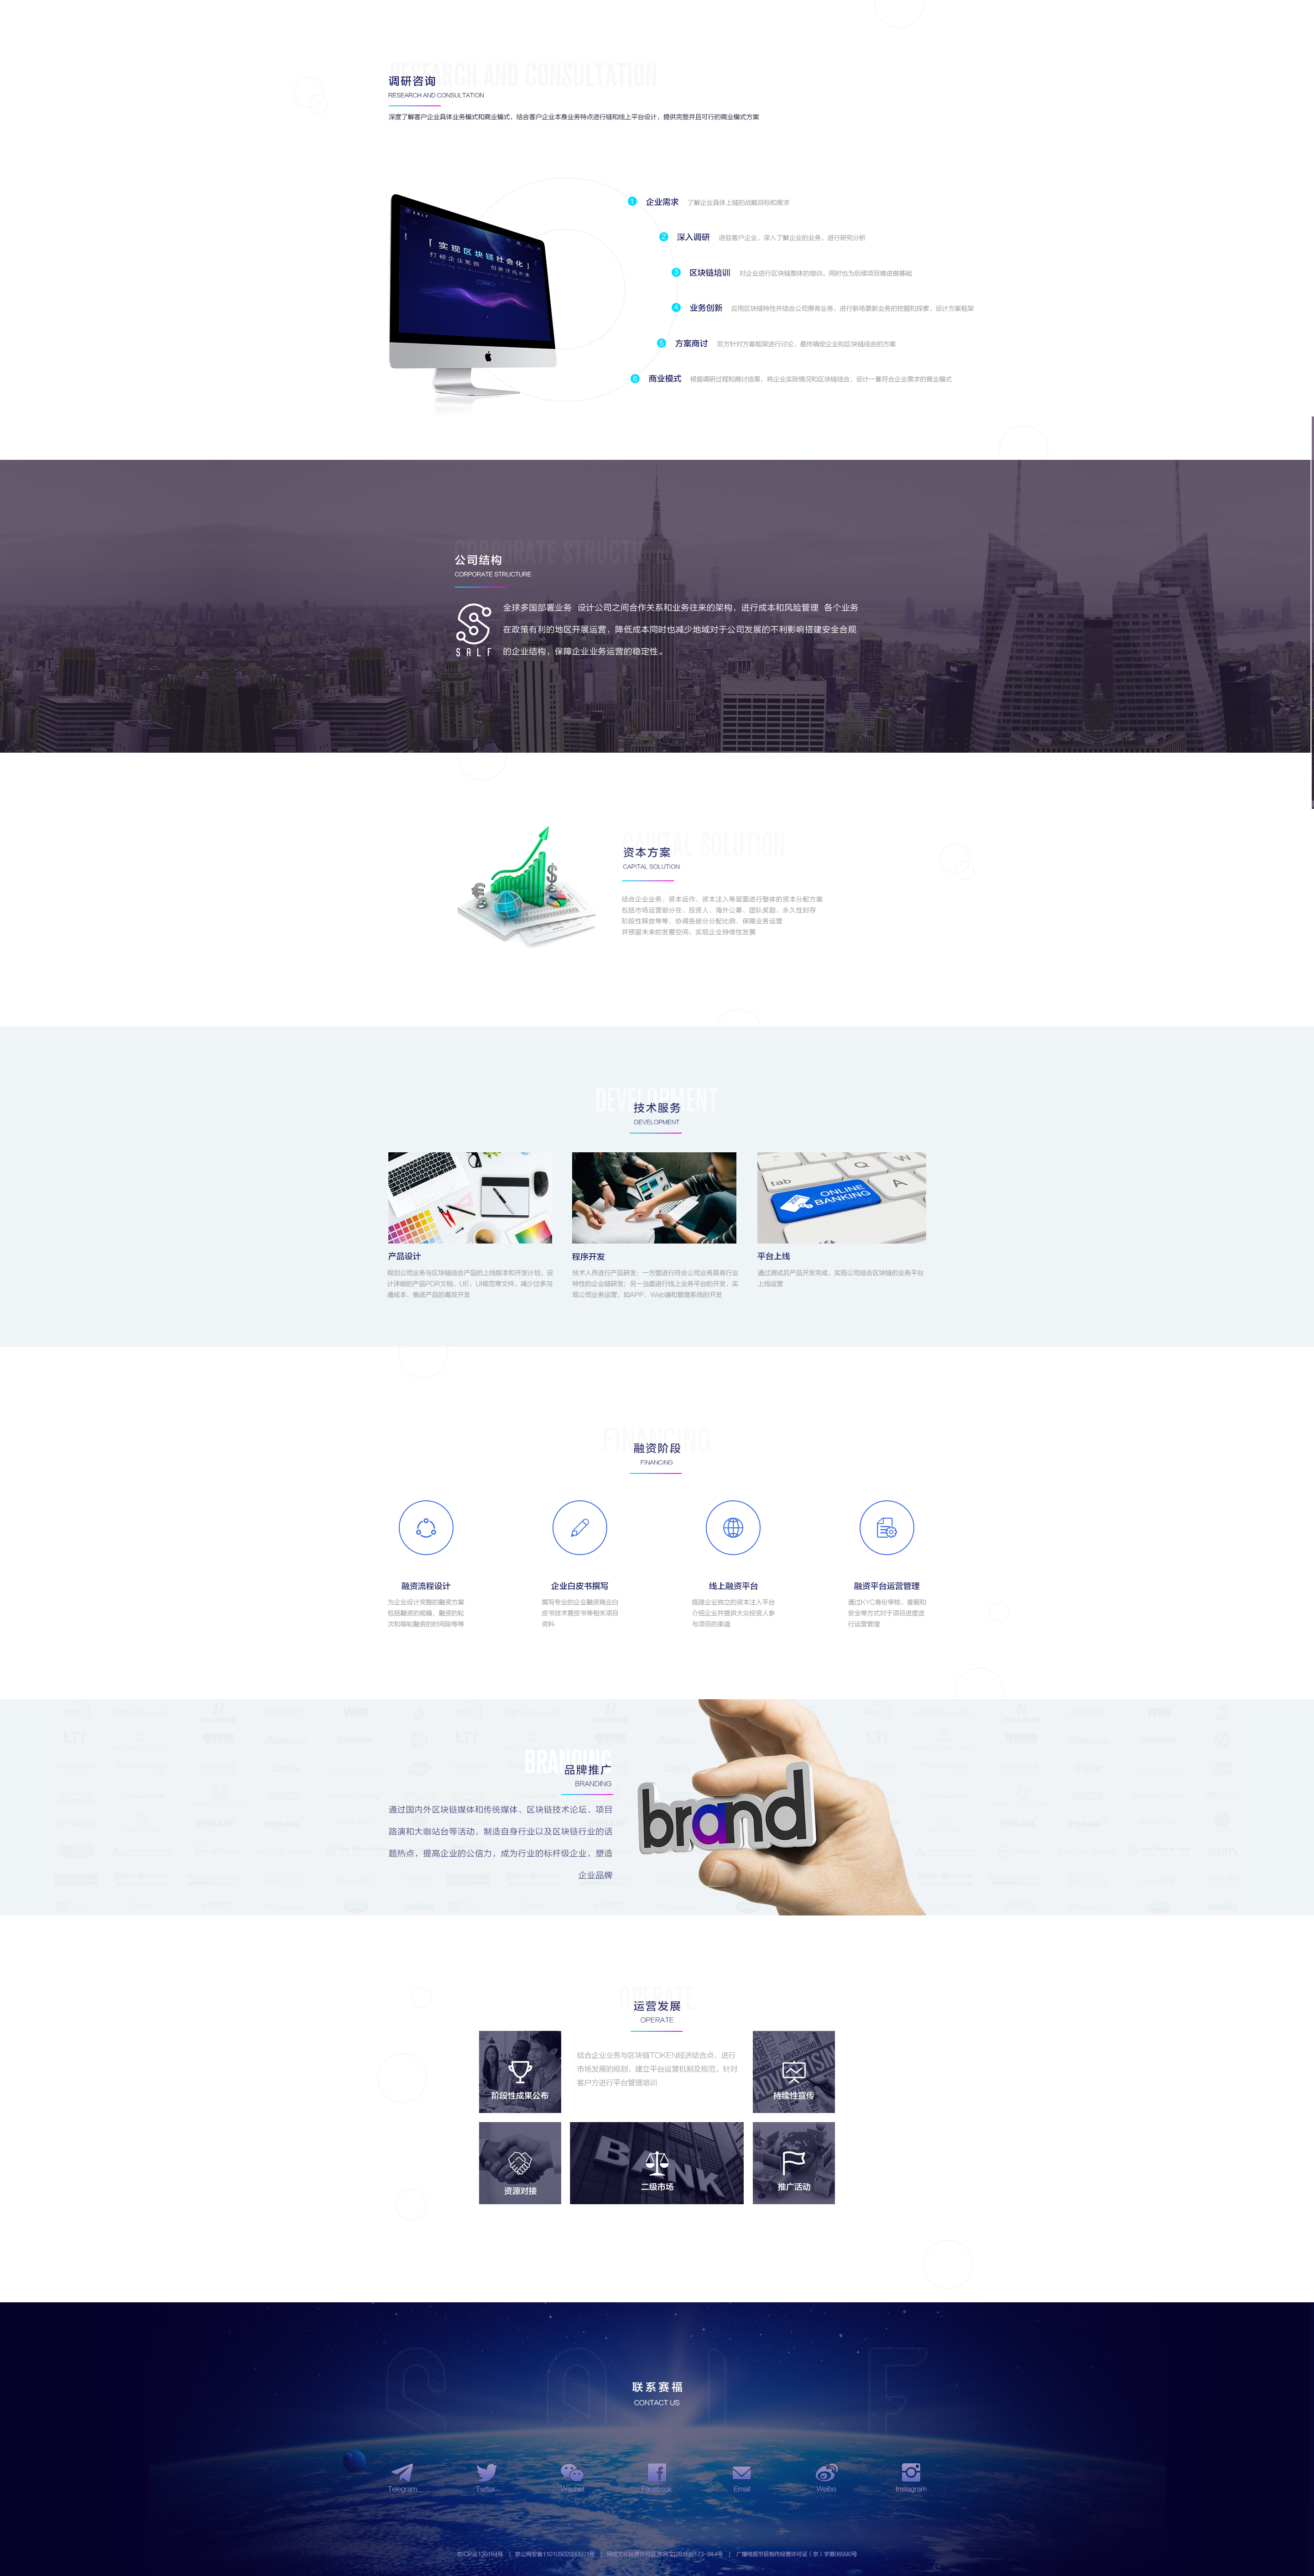 RESEARCH AND CONSULTATION
调研咨询
RESEARCH AND CONSULTATION
深度了解客户企业具体业务模式和商业模式，结合客户企业本身业务特点进行链和线上平台设计，提供完整并且可行的商业模式方案
SALF
「实现区块链社会化」
打破企业瓶颈 创新时尚未来
1 企业需求 了解企业具体上链的战略目标和需求
2 深入调研 进驻客户企业，深入了解企业的业务，进行研究分析
3 区块链培训 对企业进行区块链整体的培训，同时也为后续项目推进做基础
4 业务创新 应用区块链特性并结合公司原有业务，进行新场景新业务的挖掘和探索，设计方案框架
5 方案商讨 双方针对方案框架进行讨论，最终确定企业和区块链结合的方案
6 商业模式 根据调研过程和商讨结果，将企业实际情况和区块链结合，设计一套符合企业需求的商业模式
CORPORATE STRUCTURE
公司结构
CORPORATE STRUCTURE
全球多国部署业务 设计公司之间合作关系和业务往来的架构，进行成本和风险管理 各个业务
在政策有利的地区开展运营，降低成本同时也减少地域对于公司发展的不利影响搭建安全合规
的企业结构，保障企业业务运营的稳定性。
SALF
CAPITAL SOLUTION
资本方案
CAPITAL SOLUTION
结合企业业务、资本运作、资本注入等层面进行整体的资本分配方案
包括市场运营部分在、投资人、海外公募、团队奖励、永久性封存
阶段性释放等等，协调各部分分配比例，保障业务运营
并预留未来的发展空间，实现企业持续性发展
DEVELOPMENT
技术服务
DEVELOPMENT
tab Q W A
ONLINE BANKING
产品设计
规划公司业务与区块链结合产品的上线版本和开发计划，设
计详细的产品PDR文档、UE、UI规范等文件，减少过多沟
通成本，推进产品的高效开发
程序开发
技术人员进行产品研发：一方面进行符合公司业务具有行业
特性的企业链研发；另一当面进行线上业务平台的开发，实
现公司业务运营，如APP、Web端和管理系统的开发
平台上线
通过测试后产品开发完成，实现公司结合区块链的业务平台
上线运营
FINANCING
融资阶段
FINANCING
融资流程设计
为企业设计完整的融资方案
包括融资的规模，融资的轮
次和每轮融资的时间段等等
企业白皮书撰写
撰写专业的企业融资商业白
皮书技术黄皮书等相关项目
资料
线上融资平台
搭建企业独立的资本注入平台
介绍企业并提供大众投资人参
与项目的渠道
融资平台运营管理
通过KYC身份审核，客服和
安全等方式对于项目进度进
行运营管理
BRANDING
品牌推广
BRANDING
通过国内外区块链媒体和传统媒体、区块链技术论坛、项目
路演和大咖站台等活动，制造自身行业以及区块链行业的话
题热点，提高企业的公信力，成为行业的标杆级企业，塑造
企业品牌
brand
OPERATE
运营发展
OPERATE
阶段性成果公布
结合企业业务与区块链TOKEN经济结合点，进行
市场发展的规划，建立平台运营机制及规范，针对
客户方进行平台管理培训
持续性宣传
资源对接
BANK
二级市场
推广活动
SALF
联系赛福
CONTACT US
Telegram
Twitter
Wechat
Facebook
Email
Weibo
Instagram
广播电视节目制作经营许可证（京）字第06990号